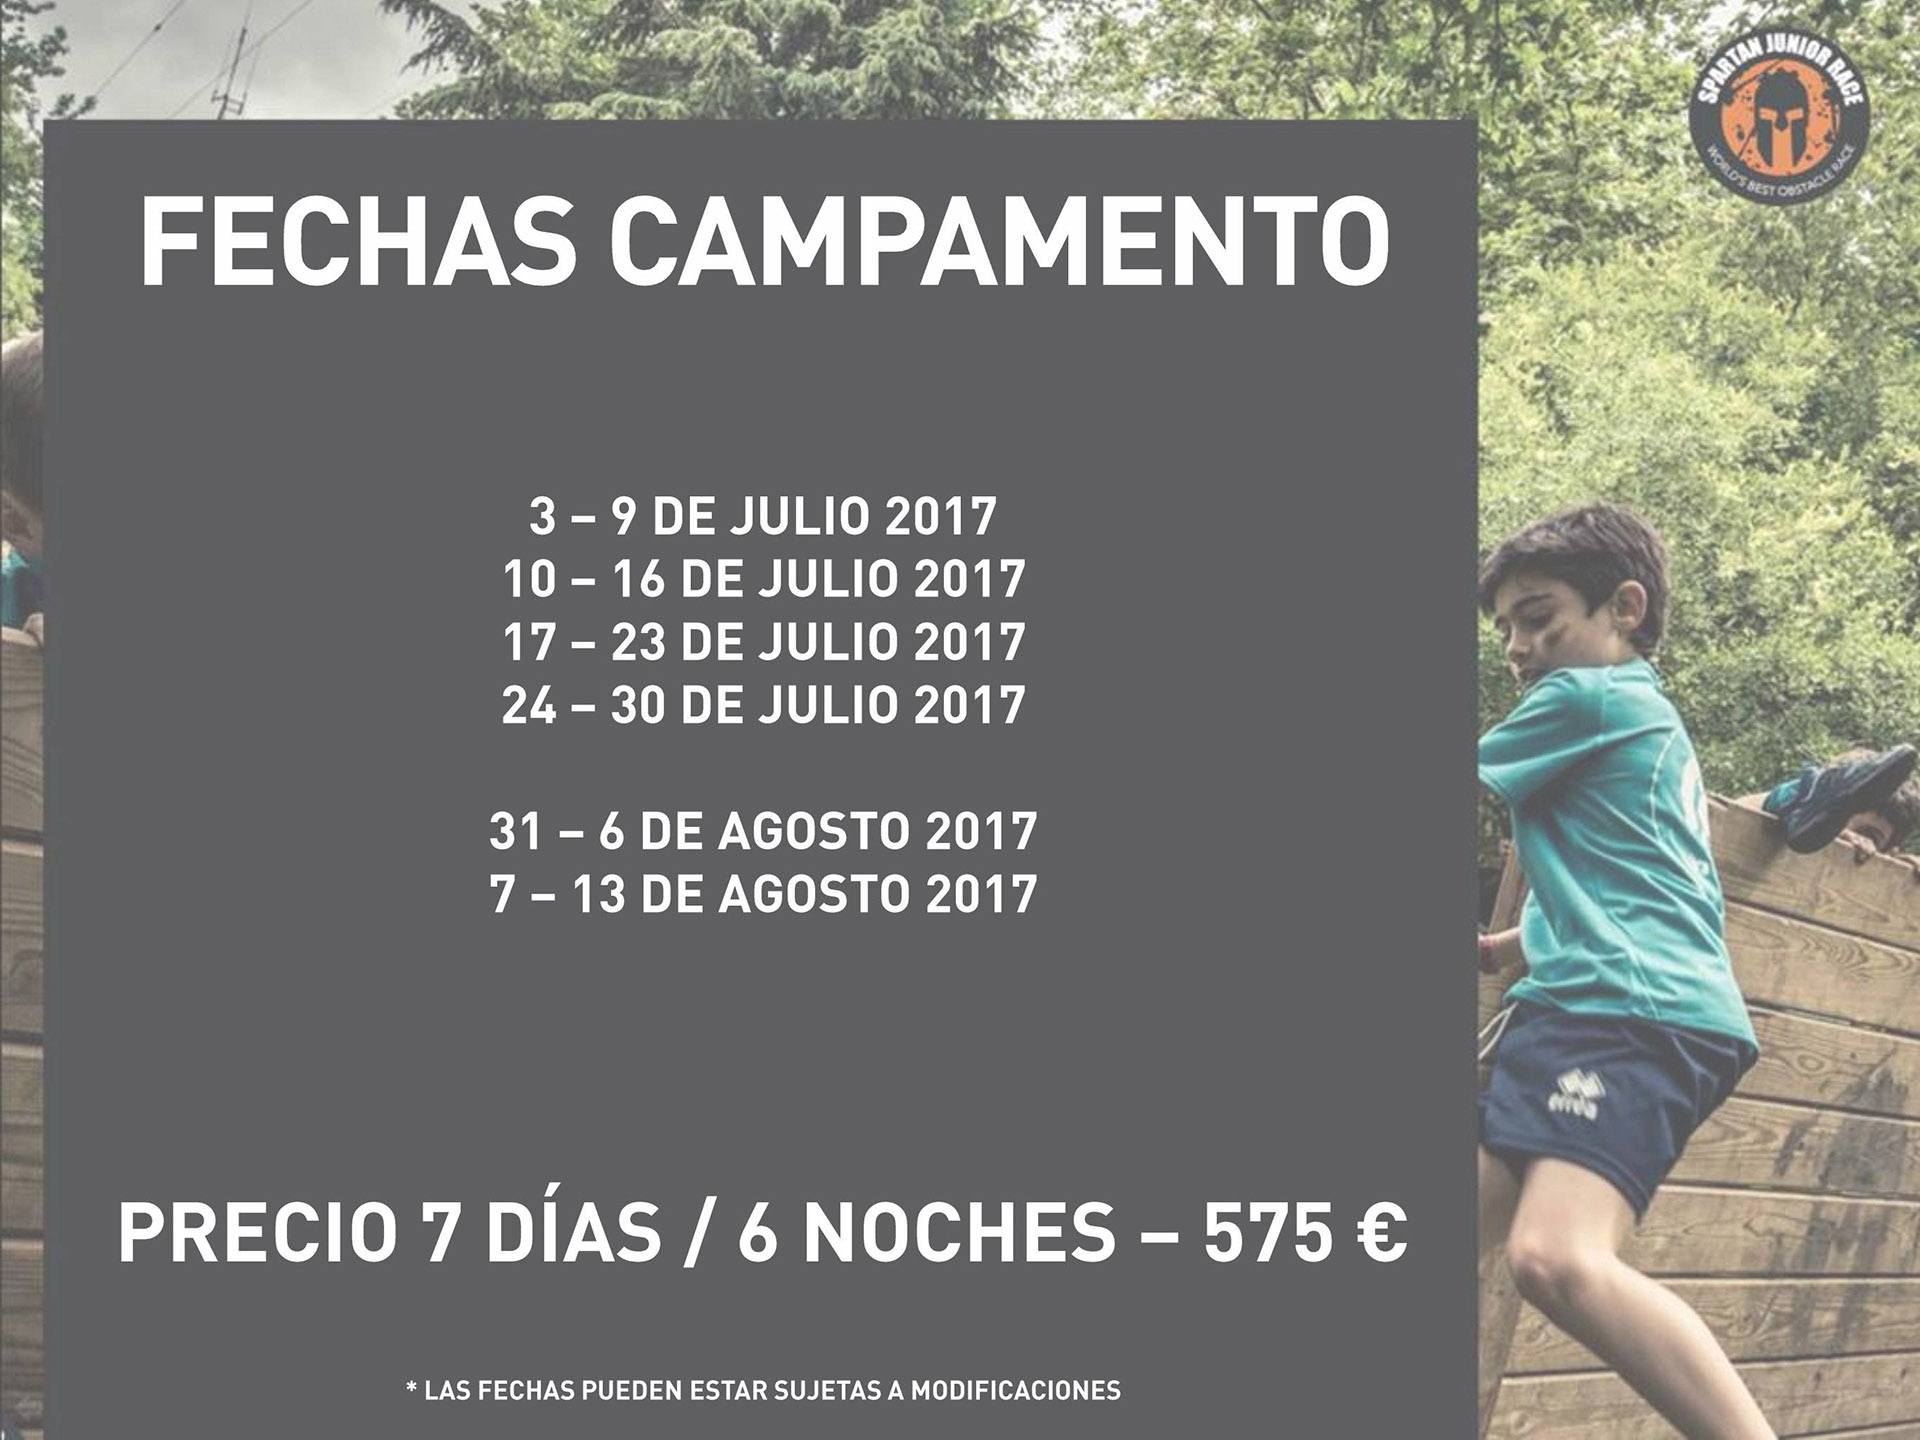 SPARTAN JUNIOR RACE
WORLD'S BEST OBSTACLE RACE
FECHAS CAMPAMENTO
3 – 9 DE JULIO 2017
10 – 16 DE JULIO 2017
17 – 23 DE JULIO 2017
24 – 30 DE JULIO 2017
31 – 6 DE AGOSTO 2017
7 – 13 DE AGOSTO 2017
PRECIO 7 DÍAS / 6 NOCHES – 575 €
* LAS FECHAS PUEDEN ESTAR SUJETAS A MODIFICACIONES
errea